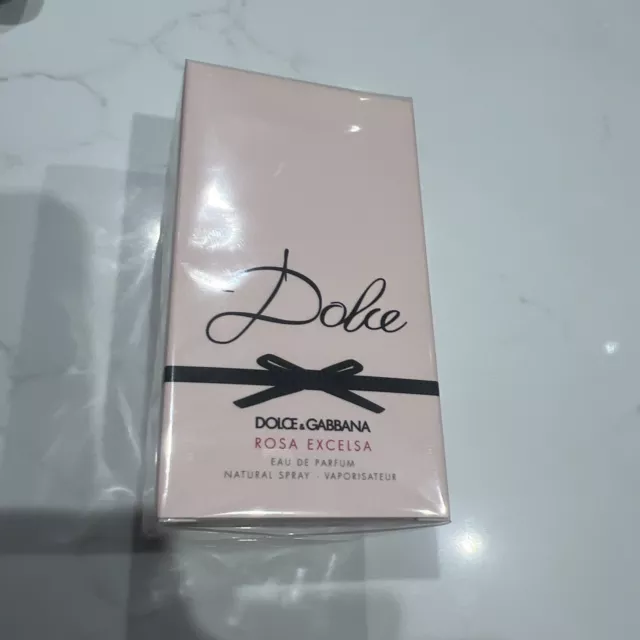 Dolce
DOLCE & GABBANA
ROSA EXCELSA
EAU DE PARFUM
NATURAL SPRAY · VAPORISATEUR